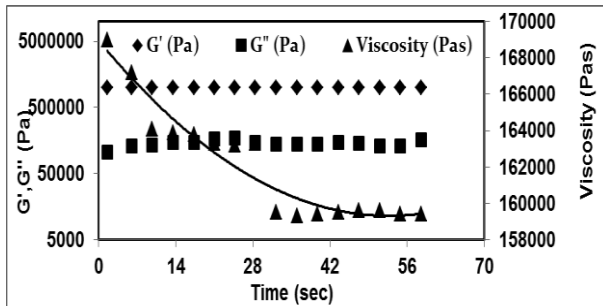 G' (Pa)
G" (Pa)
Viscosity (Pas)
5000000
500000
50000
5000
G',G'' (Pa)
170000
168000
166000
164000
162000
160000
158000
Viscosity (Pas)
0
14
28
42
56
70
Time (sec)